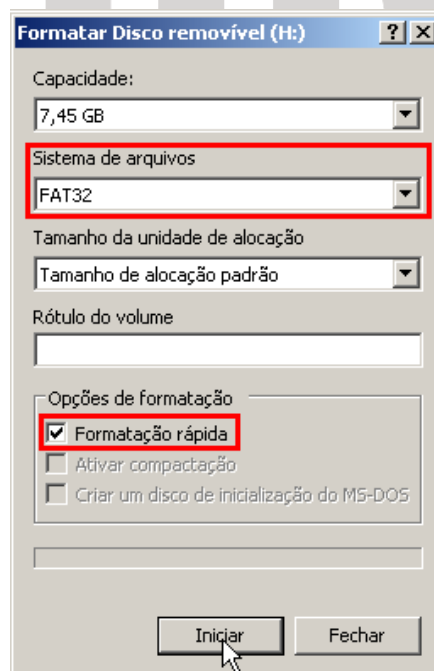 Formatar Disco removível (H:)
Capacidade:
7,45 GB
Sistema de arquivos
FAT32
Tamanho da unidade de alocação
Tamanho de alocação padrão
Rótulo do volume
Opções de formatação
Formatação rápida
Ativar compactação
Criar um disco de inicialização do MS-DOS
Iniciar Fechar